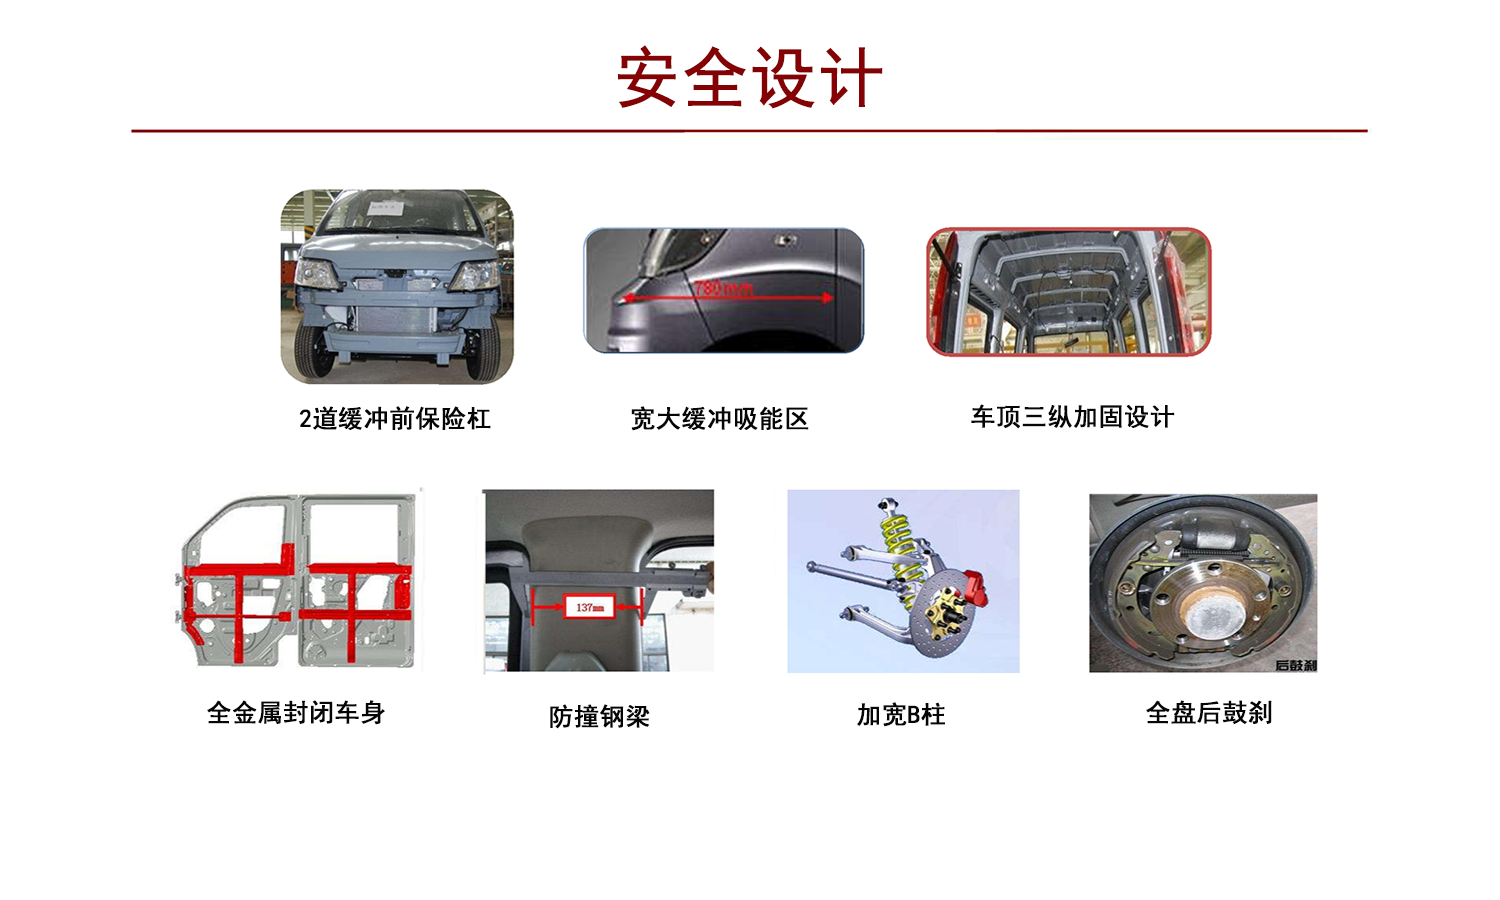 安全设计
780mm
2道缓冲前保险杠
宽大缓冲吸能区
车顶三纵加固设计
137mm
后鼓刹
全金属封闭车身
防撞钢梁
加宽B柱
全盘后鼓刹